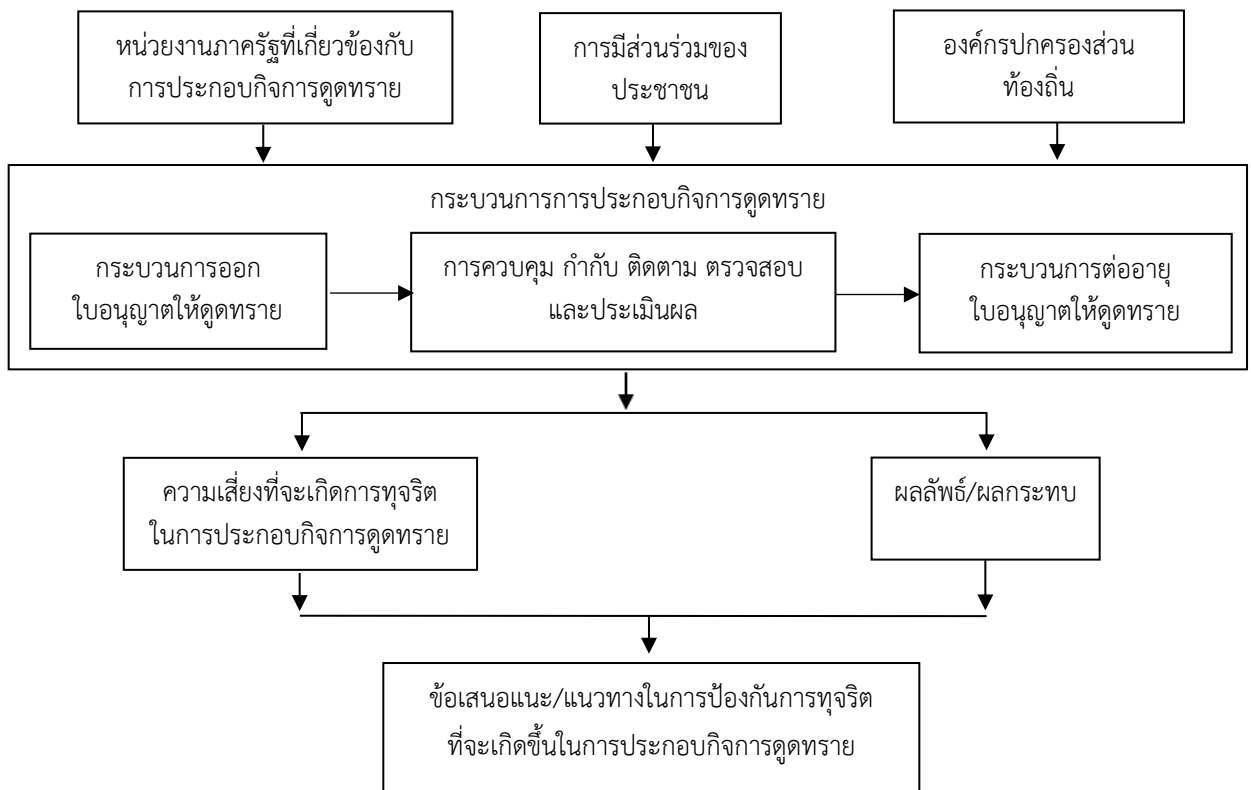 หน่วยงานภาครัฐที่เกี่ยวข้องกับ
การประกอบกิจการดูดทราย
การมีส่วนร่วมของ
ประชาชน
องค์กรปกครองส่วน
ท้องถิ่น
กระบวนการการประกอบกิจการดูดทราย
กระบวนการออก
ใบอนุญาตให้ดูดทราย
การควบคุม กำกับ ติดตาม ตรวจสอบ
และประเมินผล
กระบวนการต่ออายุ
ใบอนุญาตให้ดูดทราย
ความเสี่ยงที่จะเกิดการทุจริต
ในการประกอบกิจการดูดทราย
ผลลัพธ์/ผลกระทบ
ข้อเสนอแนะ/แนวทางในการป้องกันการทุจริต
ที่จะเกิดขึ้นในการประกอบกิจการดูดทราย